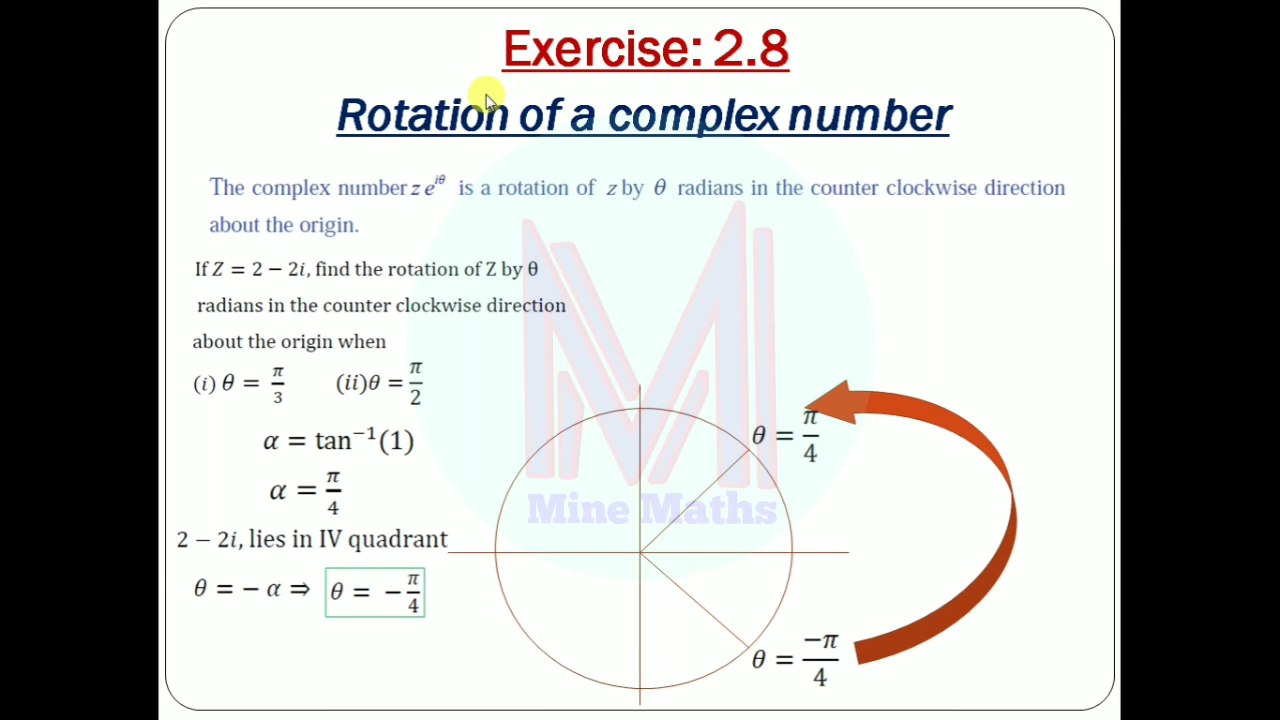 Exercise: 2.8
Rotation of a complex number
The complex number z e^{iθ} is a rotation of z by θ radians in the counter clockwise direction
about the origin.
If Z = 2 − 2i, find the rotation of Z by θ
radians in the counter clockwise direction
about the origin when
(i) θ = π/3 (ii)θ = π/2
α = tan⁻¹(1)
α = π/4
2 − 2i, lies in IV quadrant
θ = − α ⇒ θ = −π/4
θ = π/4
θ = −π/4
Mine Maths